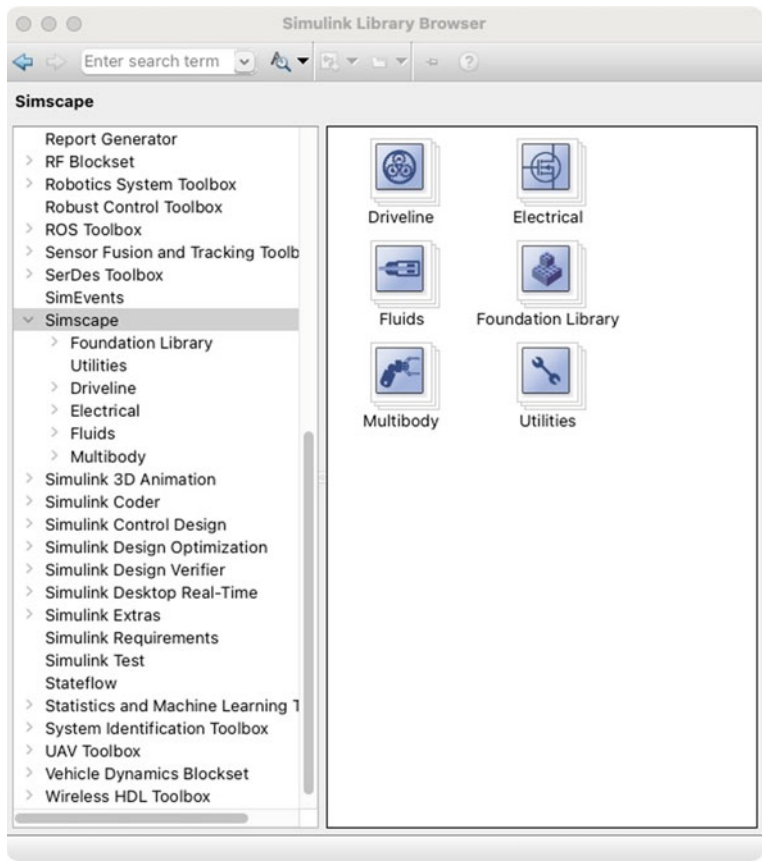 Simulink Library Browser
Enter search term
Simscape
Report Generator
RF Blockset
Robotics System Toolbox
Robust Control Toolbox
ROS Toolbox
Sensor Fusion and Tracking Toolb
SerDes Toolbox
SimEvents
Simscape
Foundation Library
Utilities
Driveline
Electrical
Fluids
Multibody
Simulink 3D Animation
Simulink Coder
Simulink Control Design
Simulink Design Optimization
Simulink Design Verifier
Simulink Desktop Real-Time
Simulink Extras
Simulink Requirements
Simulink Test
Stateflow
Statistics and Machine Learning T
System Identification Toolbox
UAV Toolbox
Vehicle Dynamics Blockset
Wireless HDL Toolbox
Driveline Electrical
Fluids Foundation Library
Multibody Utilities